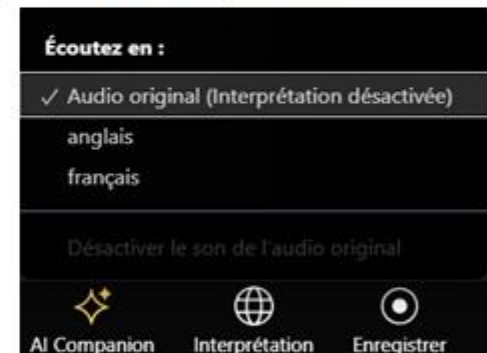 Écoutez en :
✓ Audio original (Interprétation désactivée)
anglais
français
Désactiver le son de l'audio original
AI Companion
Interprétation
Enregistrer